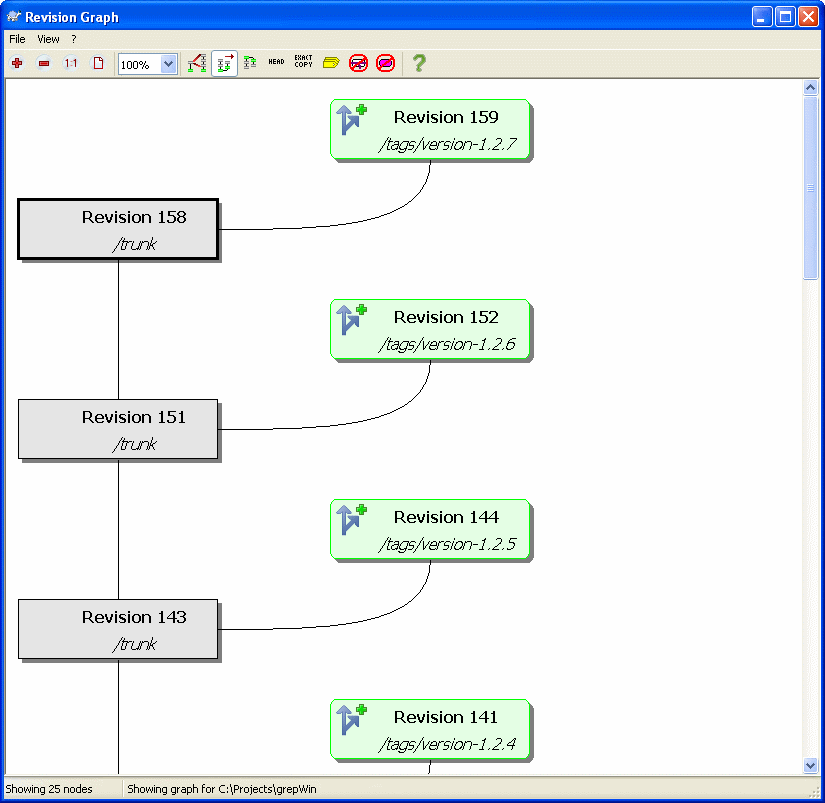 Revision Graph
File View ?
1:1 100% HEAD EXACT COPY ?
Revision 159
/tags/version-1.2.7
Revision 158
/trunk
Revision 152
/tags/version-1.2.6
Revision 151
/trunk
Revision 144
/tags/version-1.2.5
Revision 143
/trunk
Revision 141
/tags/version-1.2.4
Showing 25 nodes Showing graph for C:\Projects\grepWin